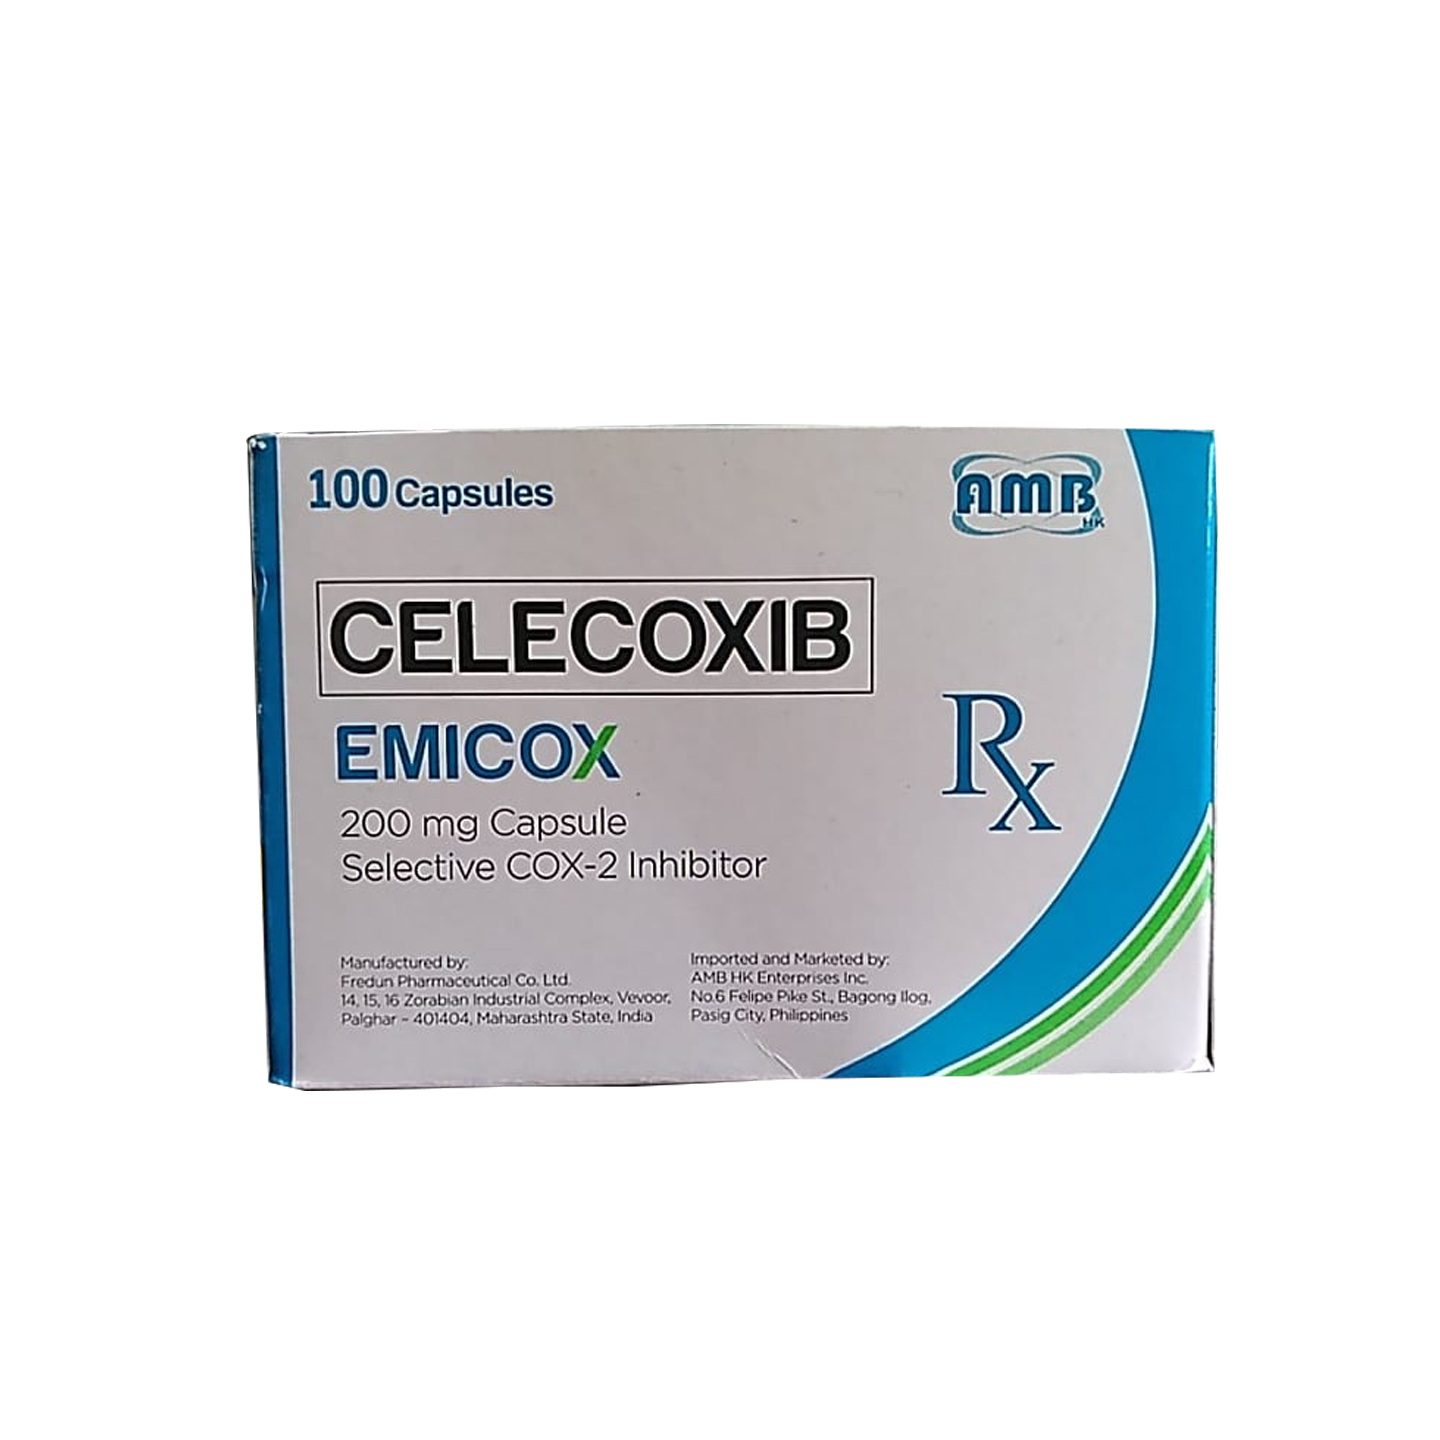 100 Capsules
AMB
HK
CELECOXIB
EMICOX
Rx
200 mg Capsule
Selective COX-2 Inhibitor
Manufactured by:
Fredun Pharmaceutical Co. Ltd.
14, 15, 16 Zorabian Industrial Complex, Vevoor,
Palghar – 401404, Maharashtra State, India
Imported and Marketed by:
AMB HK Enterprises Inc.
No.6 Felipe Pike St., Bagong Ilog,
Pasig City, Philippines